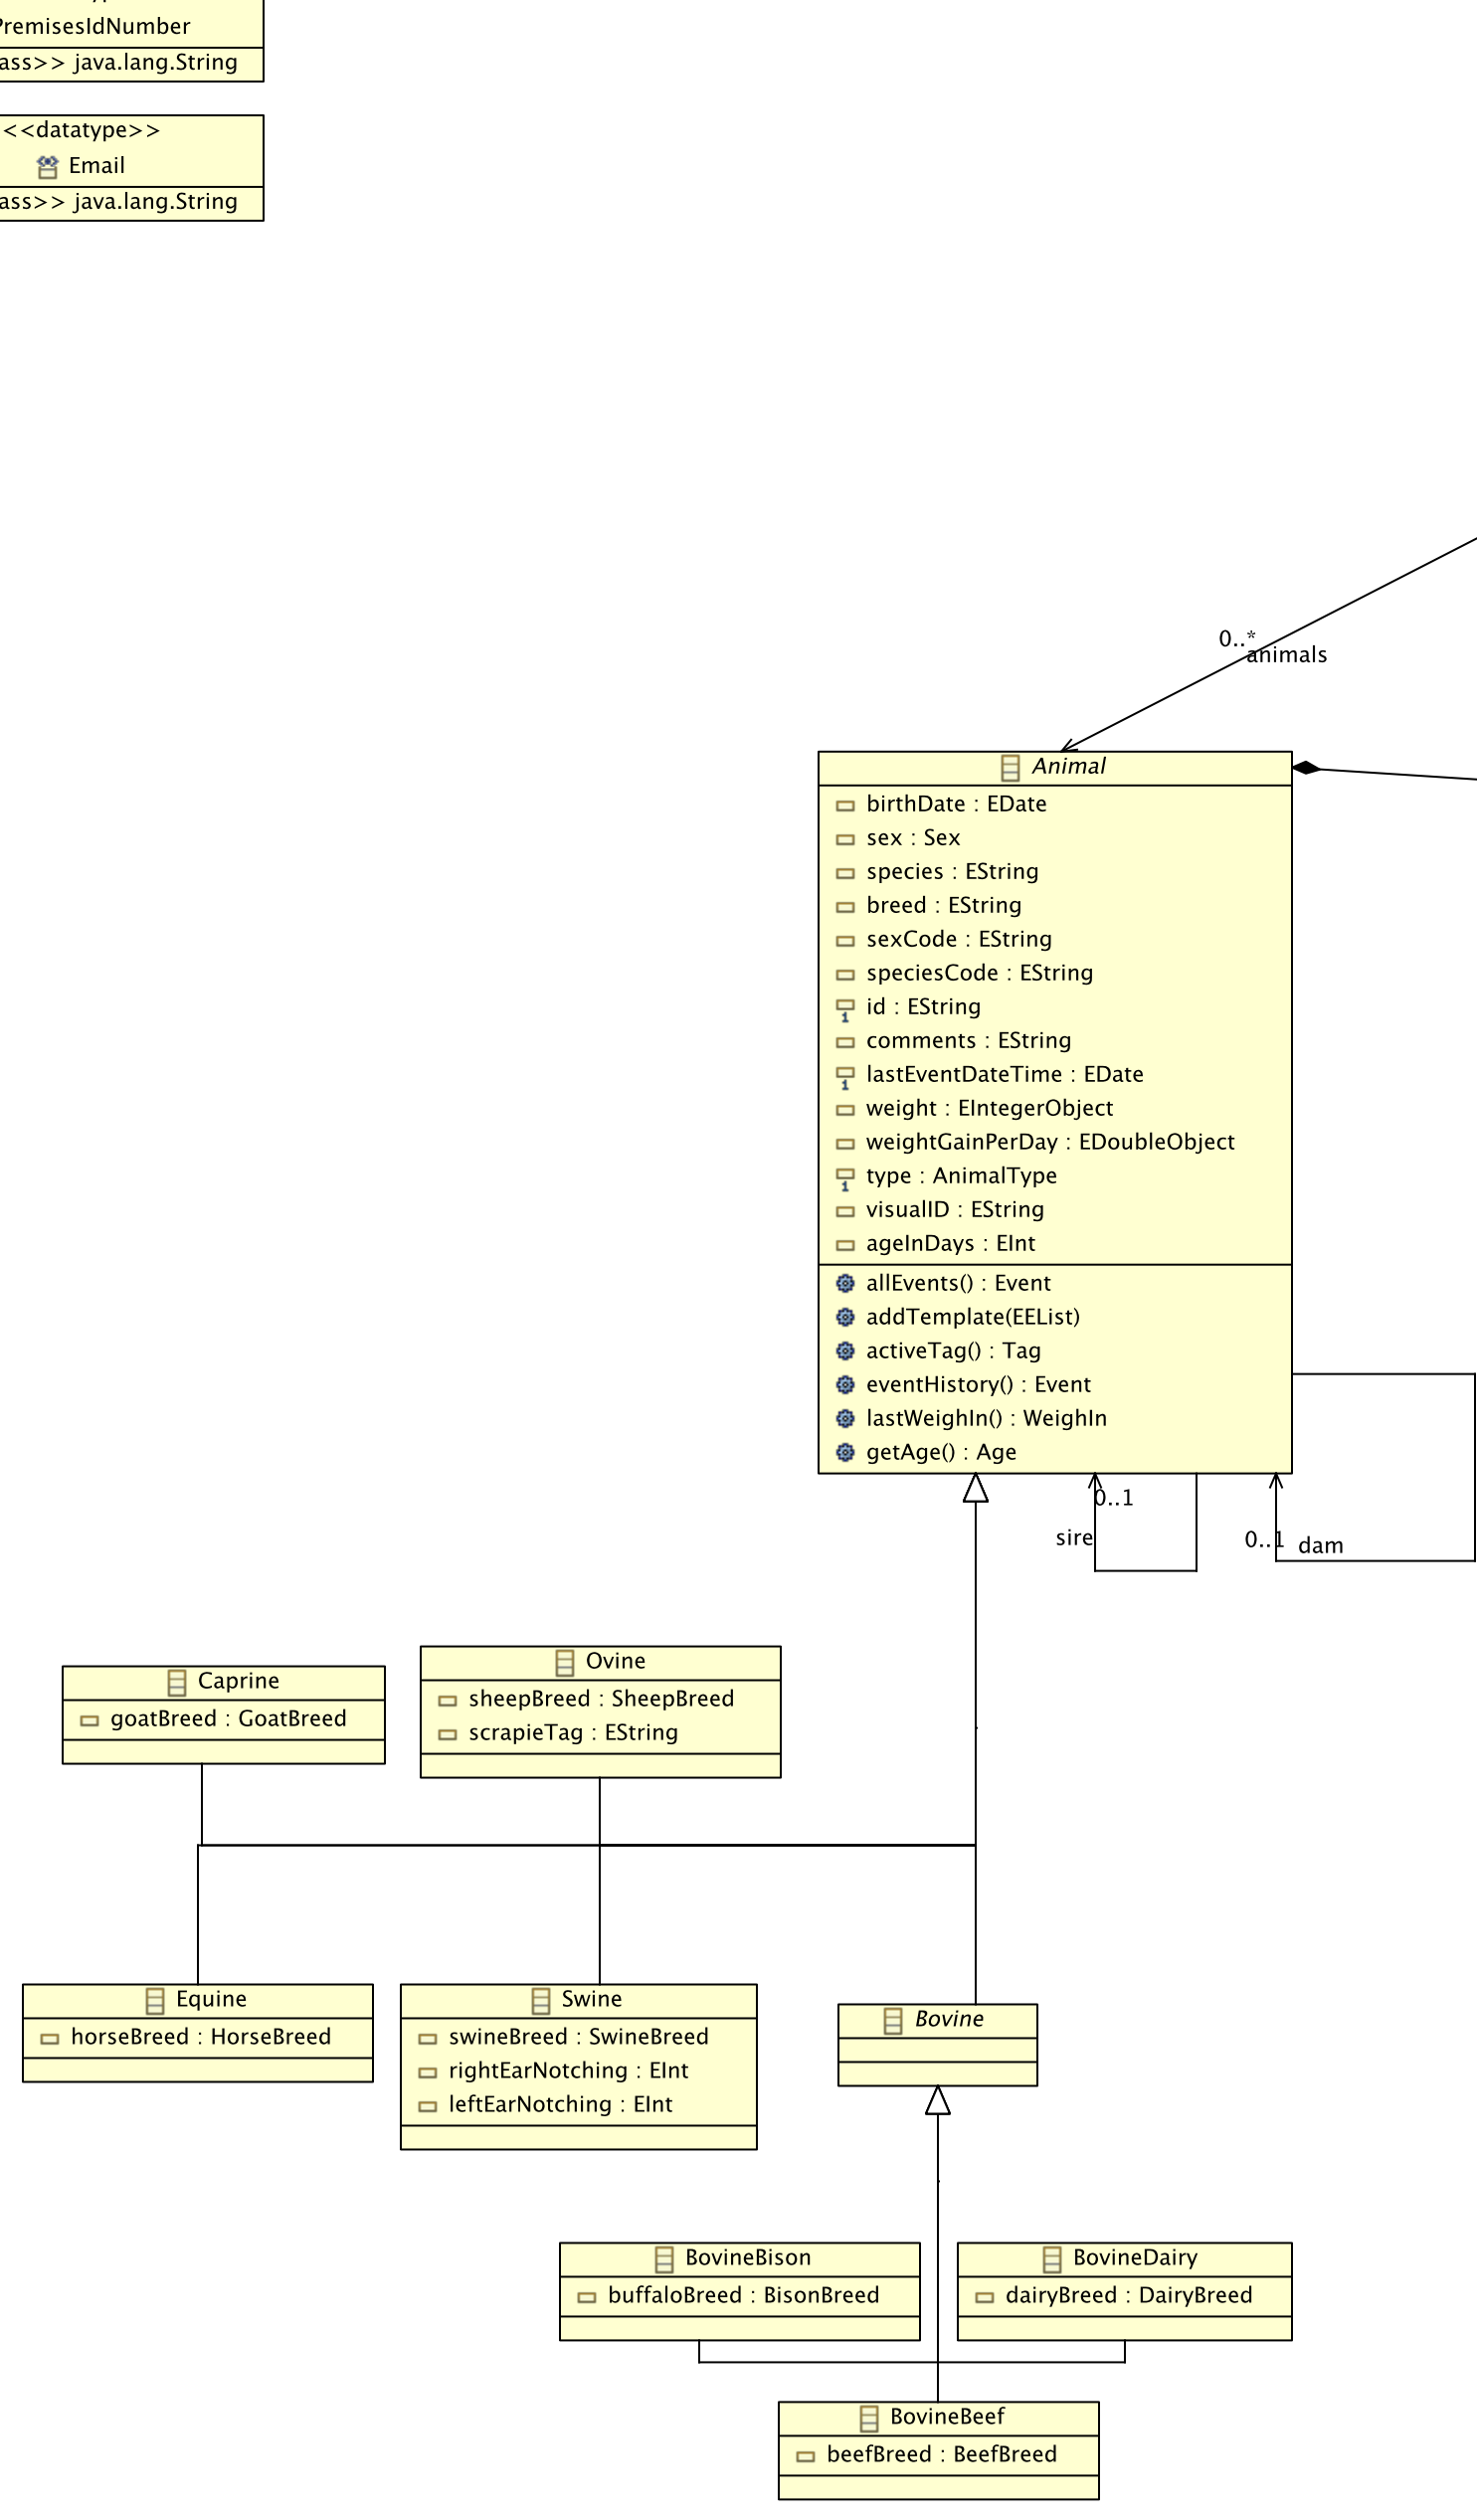 PremisesIdNumber
ass>> java.lang.String
<<datatype>>
Email
ass>> java.lang.String
0..*
animals
Animal
birthDate : EDate
sex : Sex
species : EString
breed : EString
sexCode : EString
speciesCode : EString
id : EString
comments : EString
lastEventDateTime : EDate
weight : EIntegerObject
weightGainPerDay : EDoubleObject
type : AnimalType
visualID : EString
ageInDays : EInt
allEvents() : Event
addTemplate(EEList)
activeTag() : Tag
eventHistory() : Event
lastWeighIn() : WeighIn
getAge() : Age
0..1
sire
0..1
dam
Caprine
goatBreed : GoatBreed
Ovine
sheepBreed : SheepBreed
scrapieTag : EString
Equine
horseBreed : HorseBreed
Swine
swineBreed : SwineBreed
rightEarNotching : EInt
leftEarNotching : EInt
Bovine
BovineBison
buffaloBreed : BisonBreed
BovineDairy
dairyBreed : DairyBreed
BovineBeef
beefBreed : BeefBreed